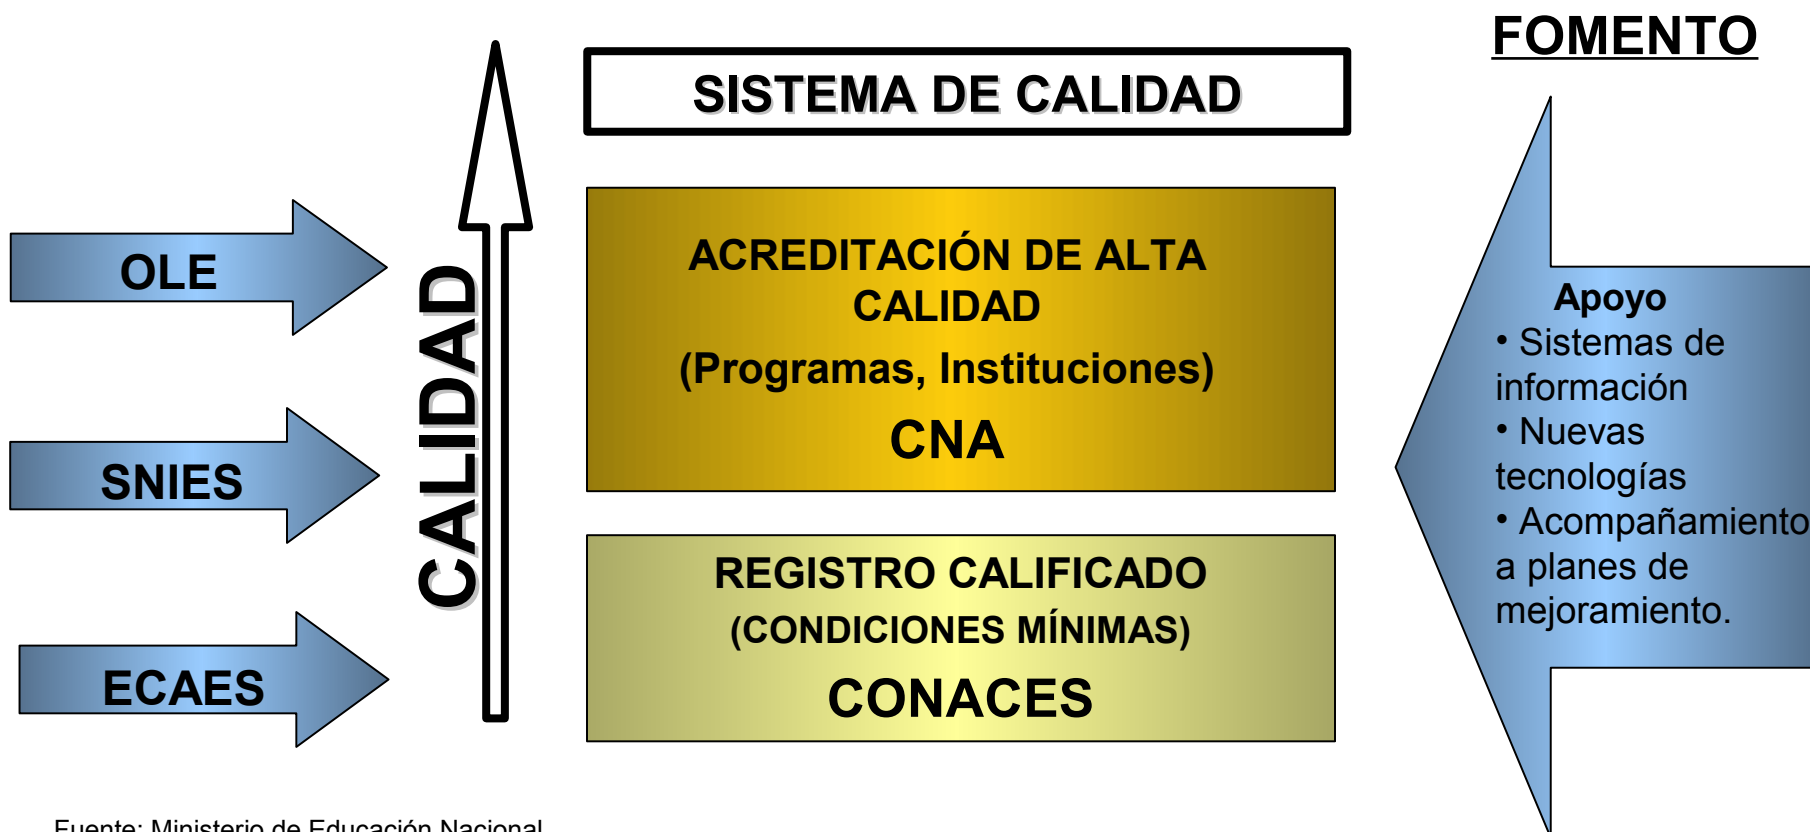 FOMENTO
SISTEMA DE CALIDAD
OLE
SNIES
ECAES
CALIDAD
ACREDITACIÓN DE ALTA
CALIDAD
(Programas, Instituciones)
CNA
REGISTRO CALIFICADO
(CONDICIONES MÍNIMAS)
CONACES
Apoyo
• Sistemas de
información
• Nuevas
tecnologías
• Acompañamiento
a planes de
mejoramiento.
Fuente: Ministerio de Educación Nacional